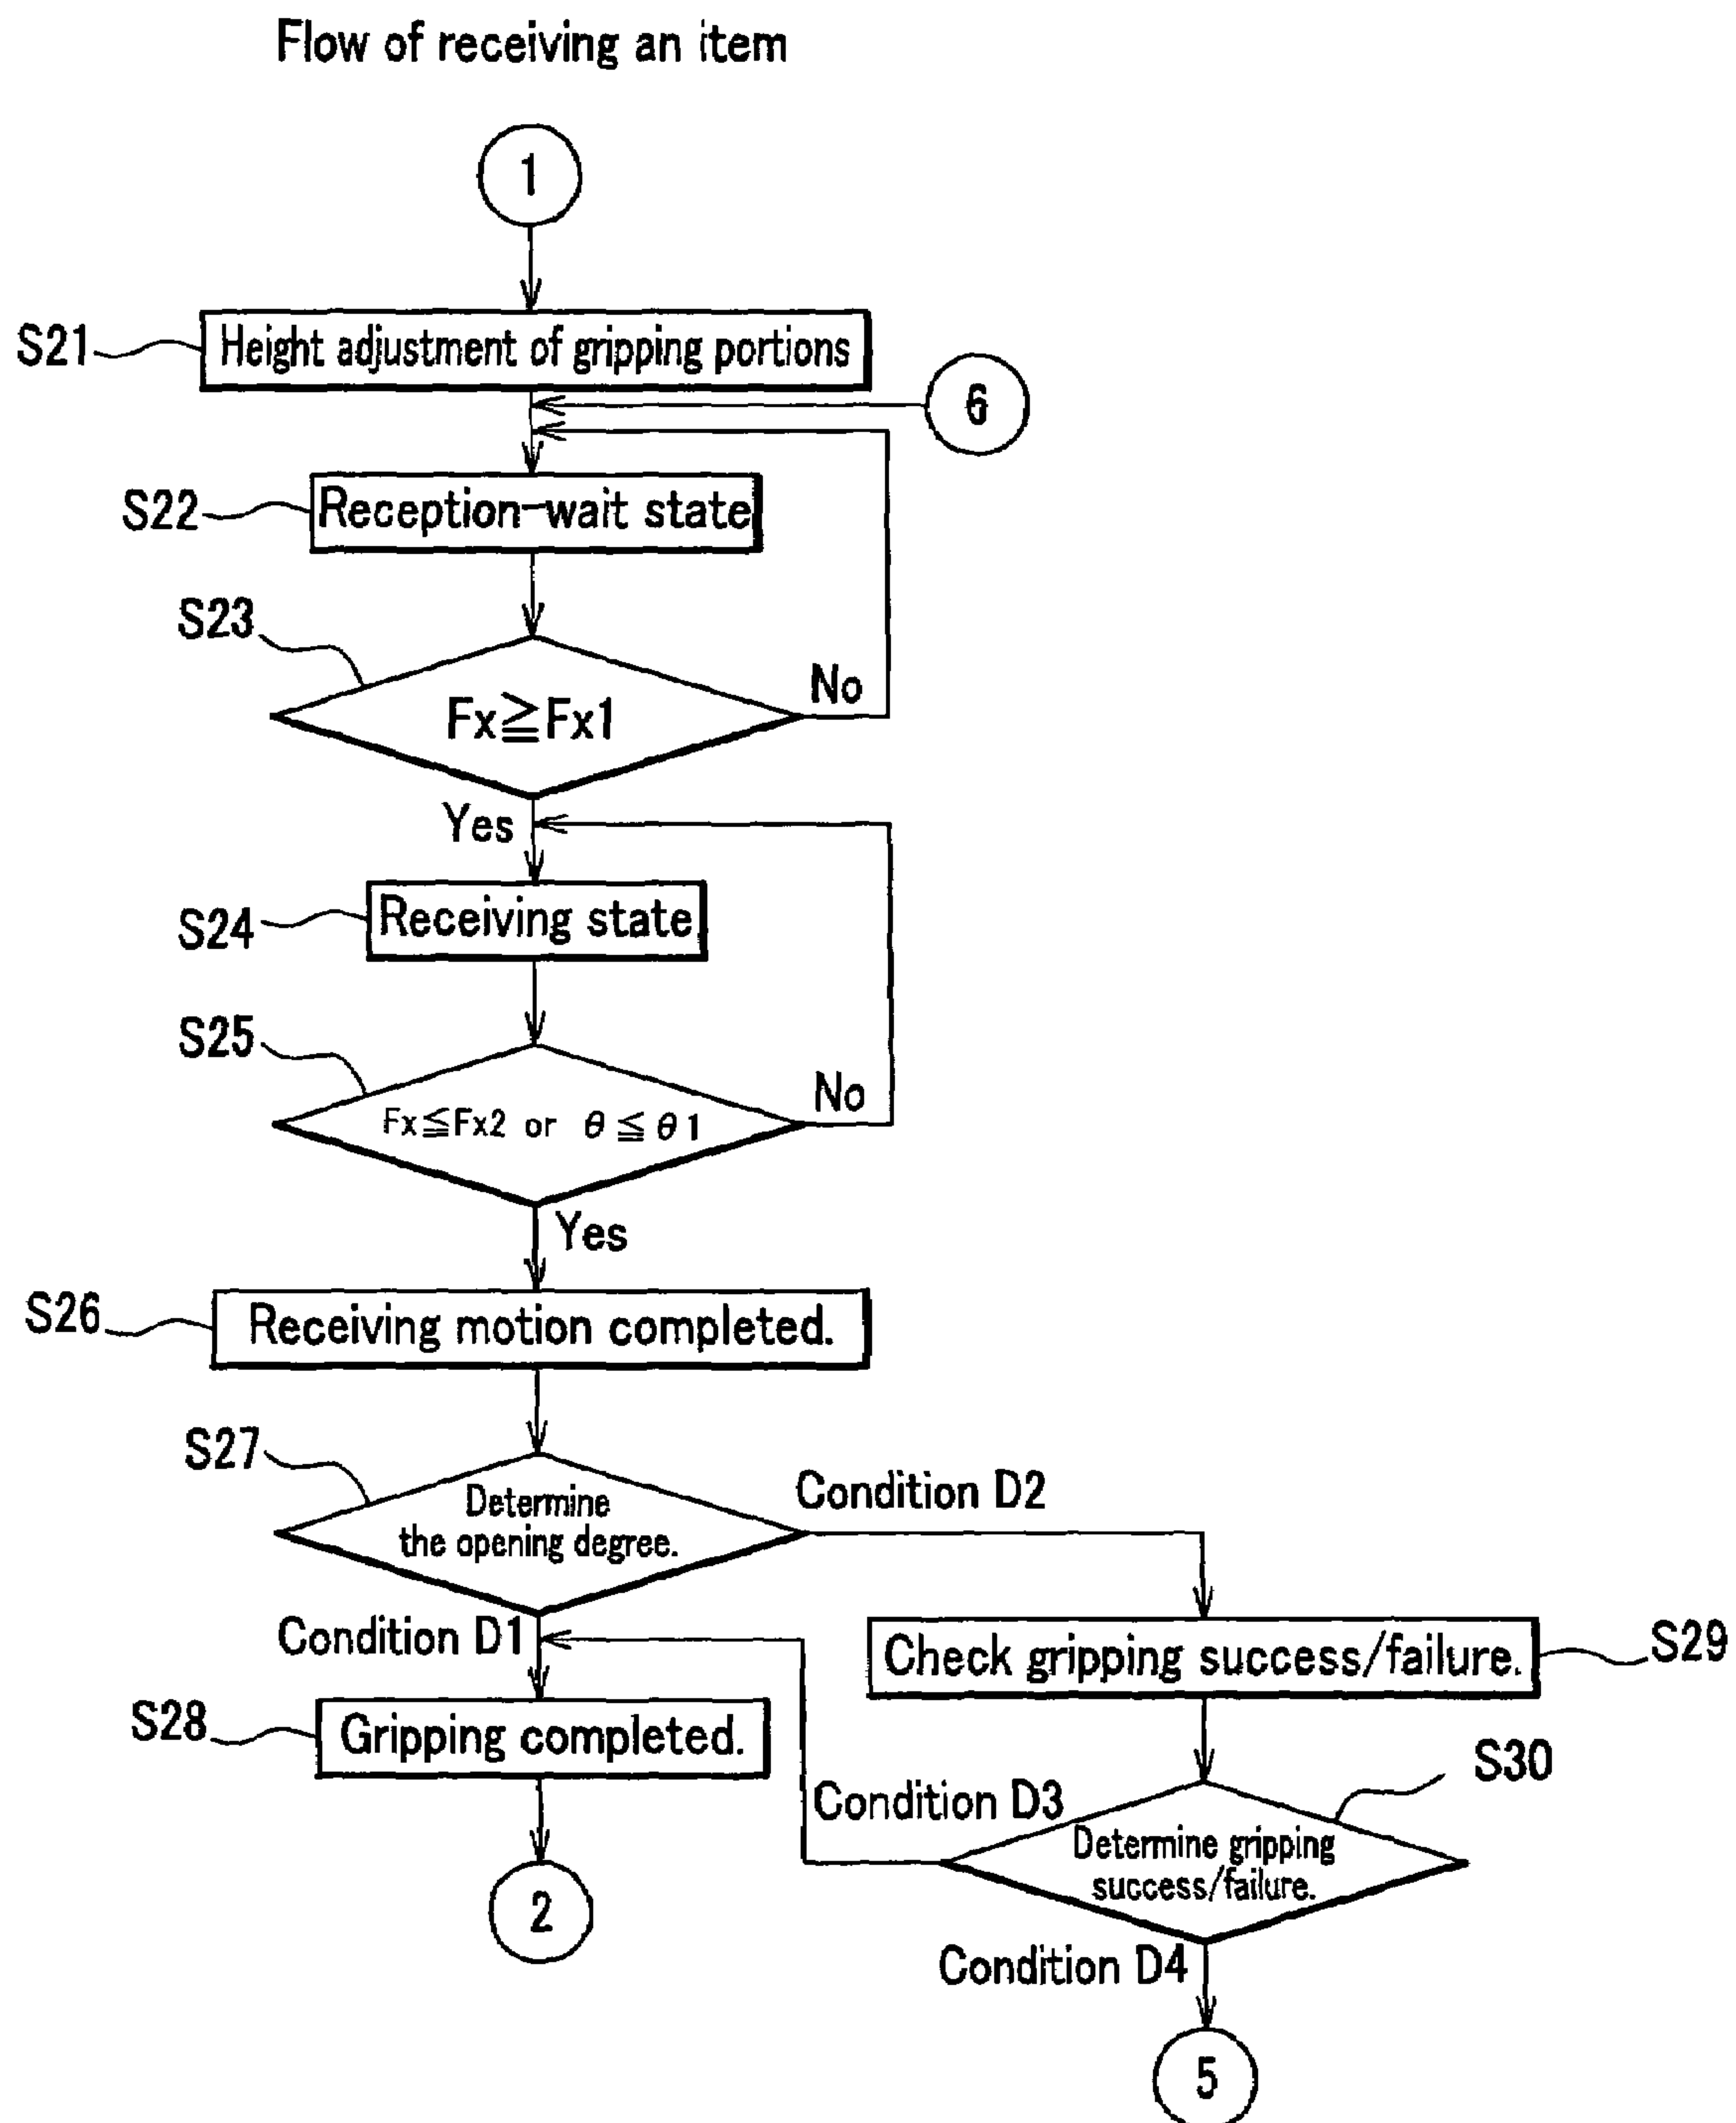 Flow of receiving an item
1
S21
Height adjustment of gripping portions
6
S22
Reception-wait state
S23
Fx≧Fx1
No
Yes
S24
Receiving state
S25
Fx≦Fx2 or θ≦θ1
No
Yes
S26
Receiving motion completed.
S27
Determine
the opening degree.
Condition D2
Condition D1
Check gripping success/failure.
S29
S28
Gripping completed.
S30
Condition D3
Determine gripping
success/failure.
2
Condition D4
5